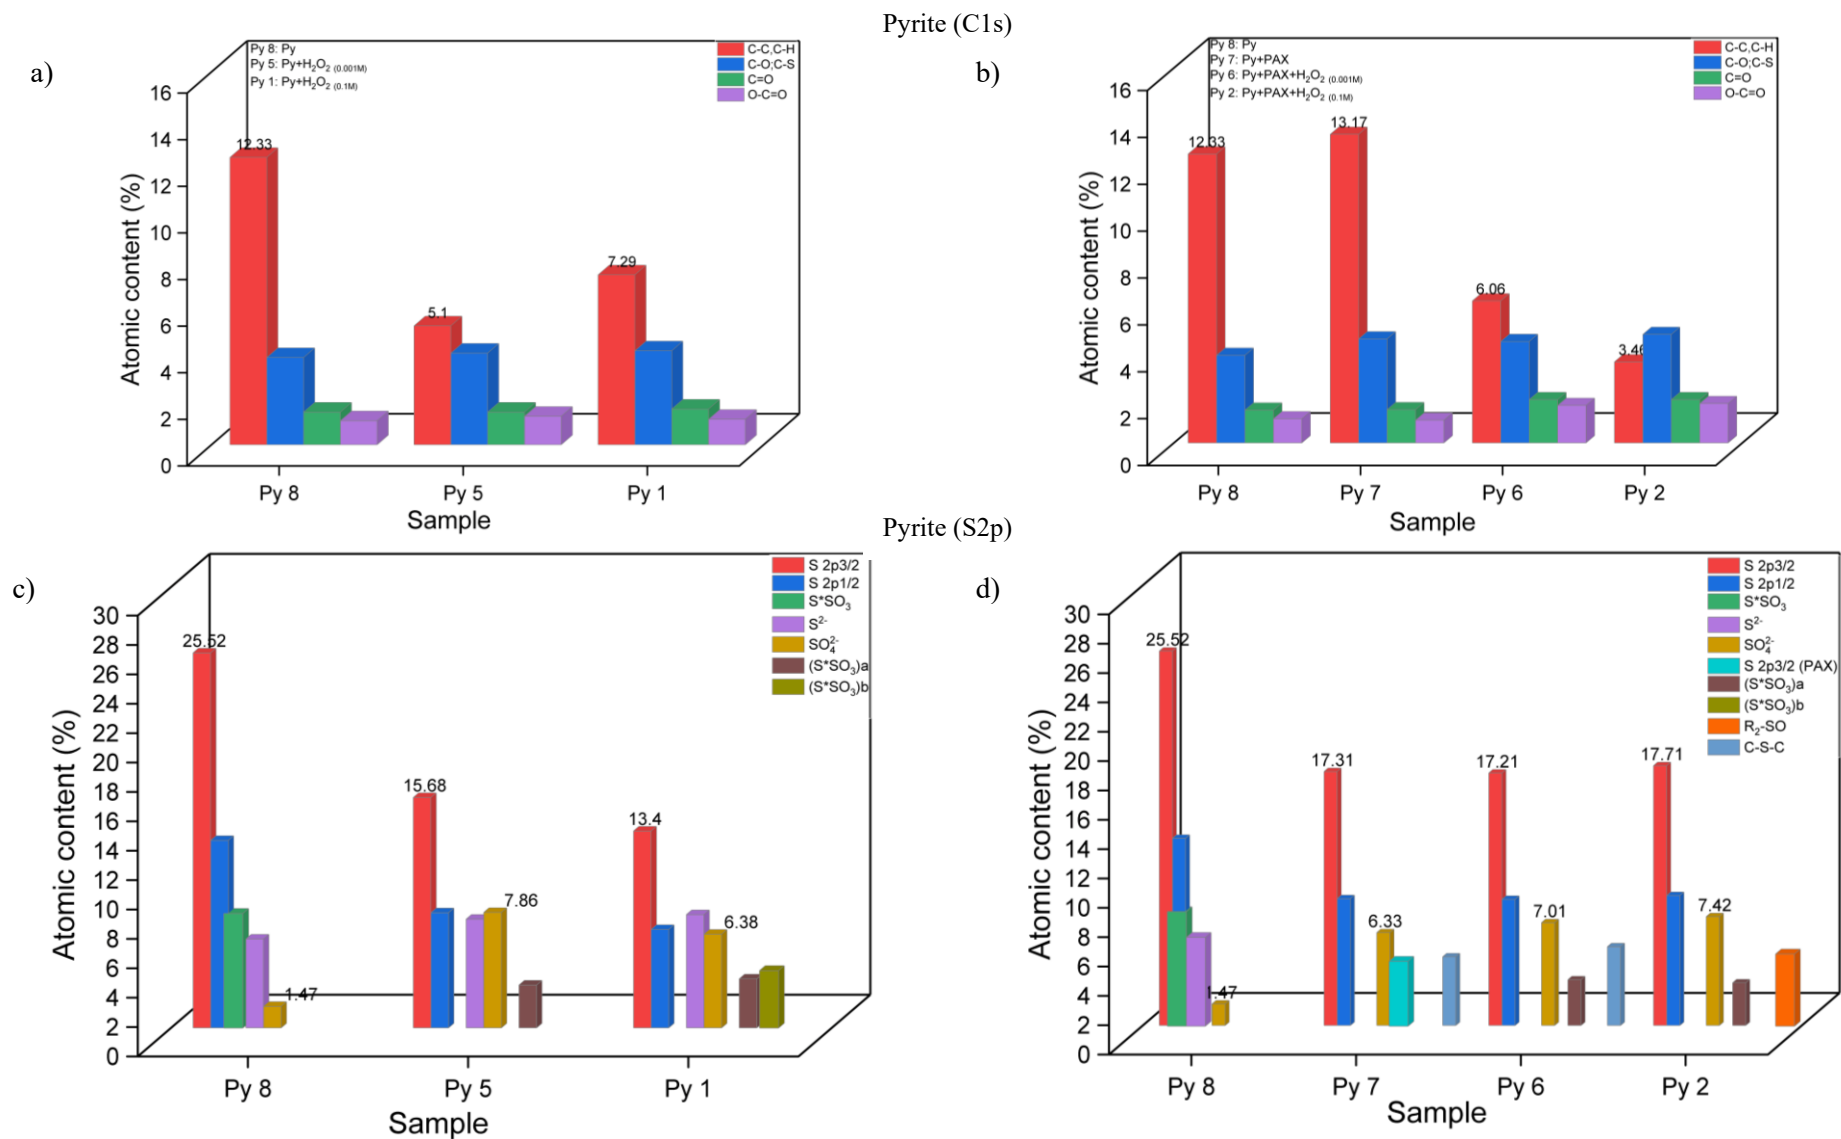 Pyrite (C1s)
a)
Py 8: Py
Py 5: Py+H₂O₂ (0.001M)
Py 1: Py+H₂O₂ (0.1M)
C-C,C-H
C-O;C-S
C=O
O-C=O
16
14
12
10
8
6
4
2
0
Atomic content (%)
12.33
5.1
7.29
Py 8
Py 5
Py 1
Sample
b)
Py 8: Py
Py 7: Py+PAX
Py 6: Py+PAX+H₂O₂ (0.001M)
Py 2: Py+PAX+H₂O₂ (0.1M)
C-C,C-H
C-O;C-S
C=O
O-C=O
16
14
12
10
8
6
4
2
0
Atomic content (%)
12.33
13.17
6.06
3.46
Py 8
Py 7
Py 6
Py 2
Sample
Pyrite (S2p)
c)
S 2p3/2
S 2p1/2
S*SO₃
S²⁻
SO₄²⁻
(S*SO₃)a
(S*SO₃)b
30
28
26
24
22
20
18
16
14
12
10
8
6
4
2
0
Atomic content (%)
25.52
1.47
15.68
7.86
13.4
6.38
Py 8
Py 5
Py 1
Sample
d)
S 2p3/2
S 2p1/2
S*SO₃
S²⁻
SO₄²⁻
S 2p3/2 (PAX)
(S*SO₃)a
(S*SO₃)b
R₂-SO
C-S-C
30
28
26
24
22
20
18
16
14
12
10
8
6
4
2
0
Atomic content (%)
25.52
1.47
17.31
6.33
17.21
7.01
17.71
7.42
Py 8
Py 7
Py 6
Py 2
Sample